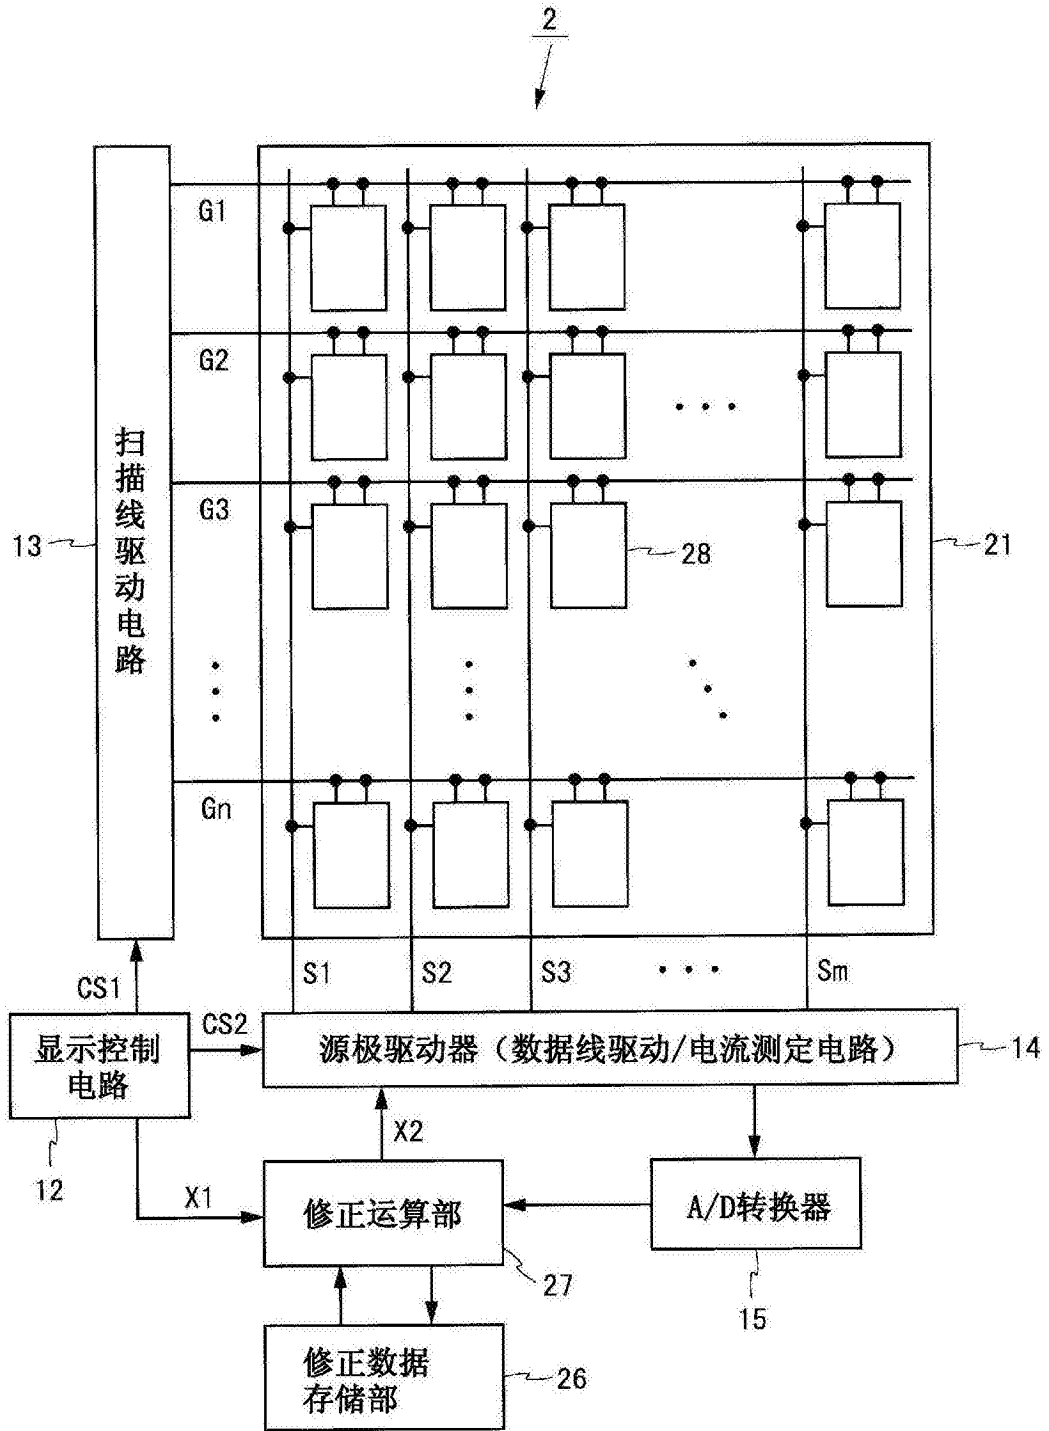 2
G1
G2
G3
Gn
扫描线驱动电路
13
28
21
S1
S2
S3
Sm
CS1
CS2
显示控制
电路
12
源极驱动器（数据线驱动/电流测定电路）
14
X2
X1
修正运算部
27
A/D转换器
15
修正数据
存储部
26